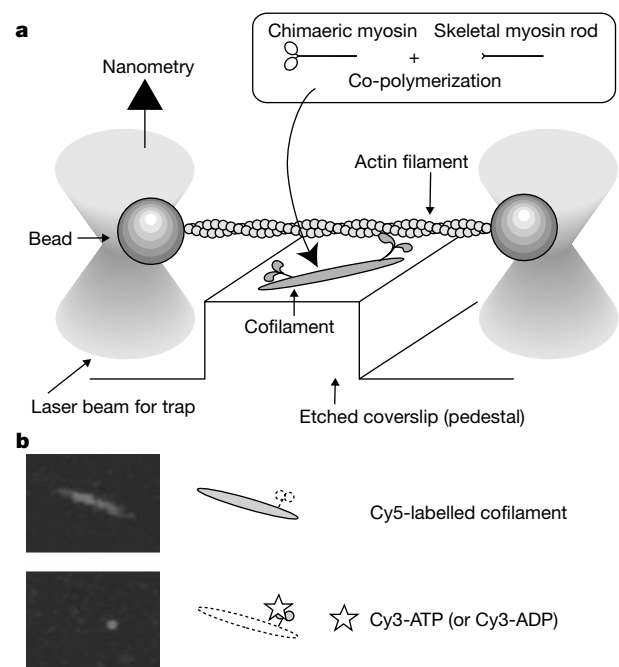 a
Chimaeric myosin Skeletal myosin rod
+
Co-polymerization
Nanometry
Actin filament
Bead
Cofilament
Laser beam for trap
Etched coverslip (pedestal)
b
Cy5-labelled cofilament
Cy3-ATP (or Cy3-ADP)